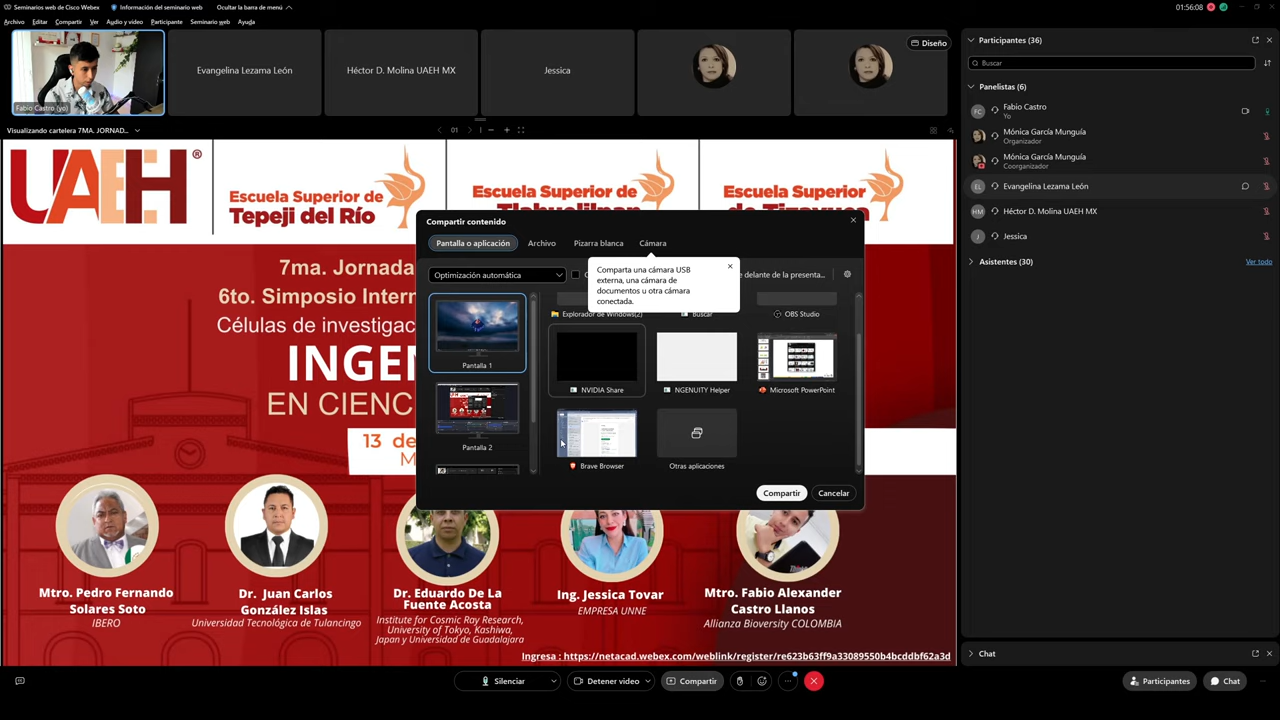 Seminarios web de Cisco Webex
Información del seminario web
Ocultar la barra de menú
01:56:08
Archivo
Editar
Compartir
Ver
Audio y video
Participante
Seminario web
Ayuda
Fabio Castro (yo)
Evangelina Lezama León
Héctor D. Molina UAEH MX
Jessica
Diseño
Visualizando cartelera 7MA. JORNAD...
01
UAEH
®
Escuela Superior de
Tepeji del Río
Escuela Superior de
Escuela Superior
7ma. Jornada
6to. Simposio Inter
Células de investigac
INGEN
EN CIENC
13 de
M
Compartir contenido
Pantalla o aplicación
Archivo
Pizarra blanca
Cámara
Optimización automática
Comparta una cámara USB
externa, una cámara de
documentos u otra cámara
conectada.
delante de la presenta...
Pantalla 1
Pantalla 2
Explorador de Windows(2)
Buscar
OBS Studio
NVIDIA Share
NGENUITY Helper
Microsoft PowerPoint
Brave Browser
Otras aplicaciones
Compartir
Cancelar
Mtro. Pedro Fernando
Solares Soto
IBERO
Dr. Juan Carlos
González Islas
Universidad Tecnológica de Tulancingo
Dr. Eduardo De La
Fuente Acosta
Institute for Cosmic Ray Research,
University of Tokyo, Kashiwa,
Japan y Universidad de Guadalajara
Ing. Jessica Tovar
EMPRESA UNNE
Mtro. Fabio Alexander
Castro Llanos
Allianza Bioversity COLOMBIA
Ingresa : https://netacad.webex.com/weblink/register/re623b63ff9a33089550b4bcddbf62a3d
Participantes (36)
Buscar
Panelistas (6)
FC
Fabio Castro
Yo
Mónica García Munguía
Organizador
Mónica García Munguía
Coorganizador
EL
Evangelina Lezama León
HM
Héctor D. Molina UAEH MX
J
Jessica
Asistentes (30)
Ver todo
Chat
Silenciar
Detener video
Compartir
Participantes
Chat